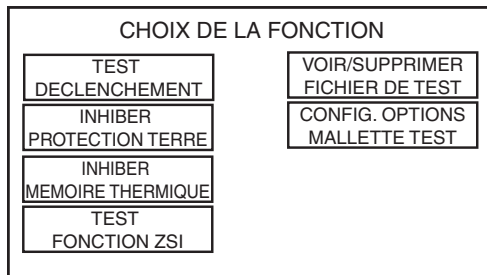 CHOIX DE LA FONCTION
TEST
DECLENCHEMENT
INHIBER
PROTECTION TERRE
INHIBER
MEMOIRE THERMIQUE
TEST
FONCTION ZSI
VOIR/SUPPRIMER
FICHIER DE TEST
CONFIG. OPTIONS
MALLETTE TEST